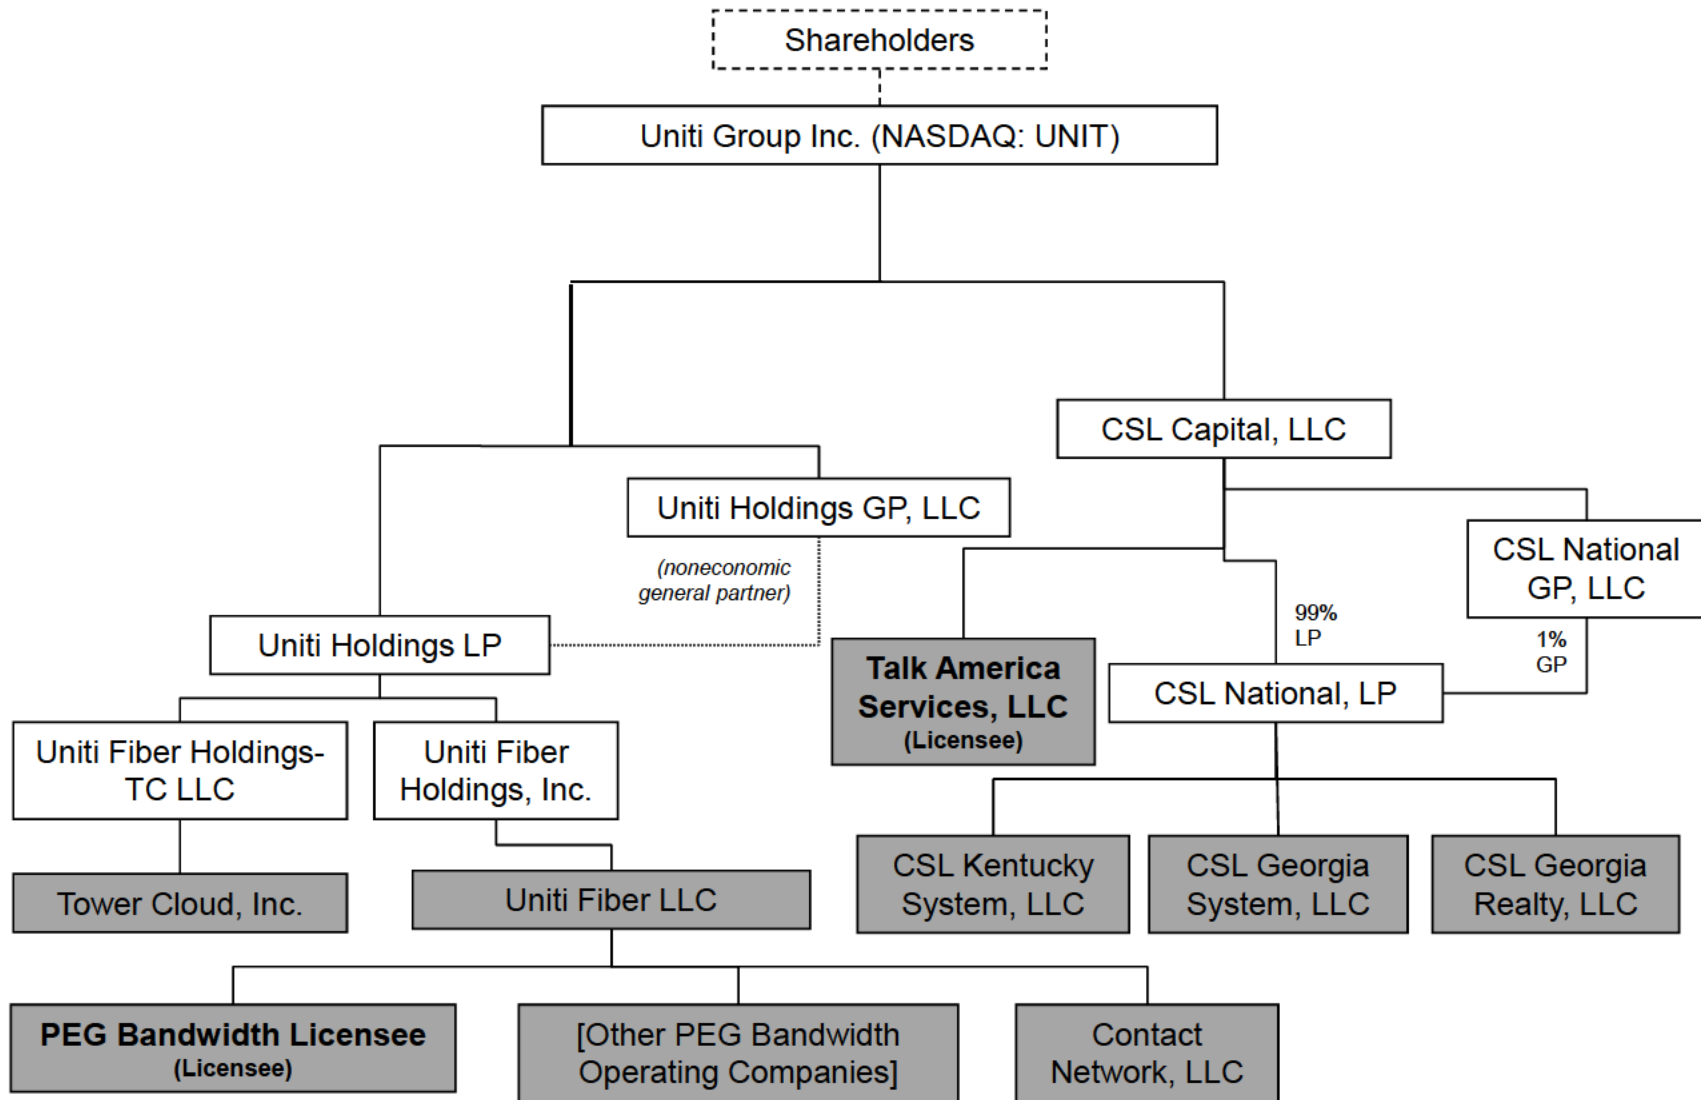 Shareholders
Uniti Group Inc. (NASDAQ: UNIT)
CSL Capital, LLC
Uniti Holdings GP, LLC
(noneconomic
general partner)
CSL National
GP, LLC
Uniti Holdings LP
99%
LP
1%
GP
Talk America
Services, LLC
(Licensee)
CSL National, LP
Uniti Fiber Holdings-
TC LLC
Uniti Fiber
Holdings, Inc.
Tower Cloud, Inc.
Uniti Fiber LLC
CSL Kentucky
System, LLC
CSL Georgia
System, LLC
CSL Georgia
Realty, LLC
PEG Bandwidth Licensee
(Licensee)
[Other PEG Bandwidth
Operating Companies]
Contact
Network, LLC